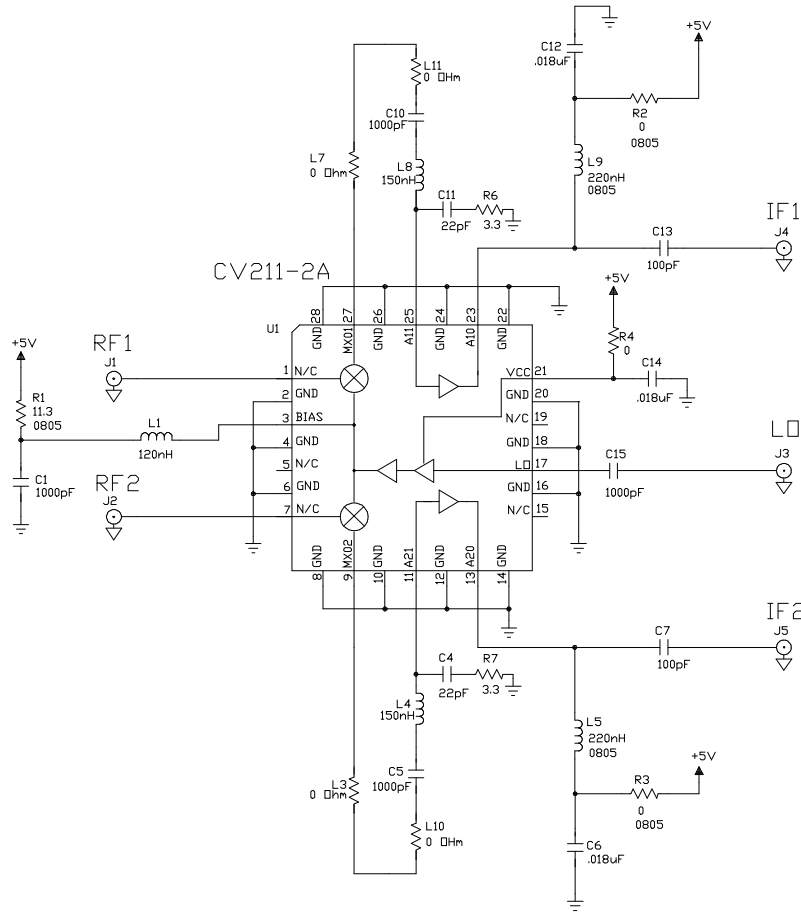 C12
.018uF
+5V
R2
0
0805
L11
0 OHm
C10
1000pF
L7
0 Ohm
L8
150nH
C11
22pF
R6
3.3
L9
220nH
0805
IF1
J4
C13
100pF
CV211-2A
U1
GND 28
MX01 27
GND 26
A11 25
GND 24
A10 23
GND 22
+5V
R4
0
C14
.018uF
RF1
J1
+5V
R1
11.3
0805
L1
120nH
C1
1000pF
RF2
J2
1 N/C
2 GND
3 BIAS
4 GND
5 N/C
6 GND
7 N/C
VCC 21
GND 20
N/C 19
GND 18
LO 17
GND 16
N/C 15
LO
J3
C15
1000pF
8 GND
9 MX02
10 GND
11 A21
12 GND
13 A20
14 GND
IF2
J5
C7
100pF
C4
22pF
R7
3.3
L4
150nH
L5
220nH
0805
C5
1000pF
L3
0 Ohm
L10
0 OHm
+5V
R3
0
0805
C6
.018uF